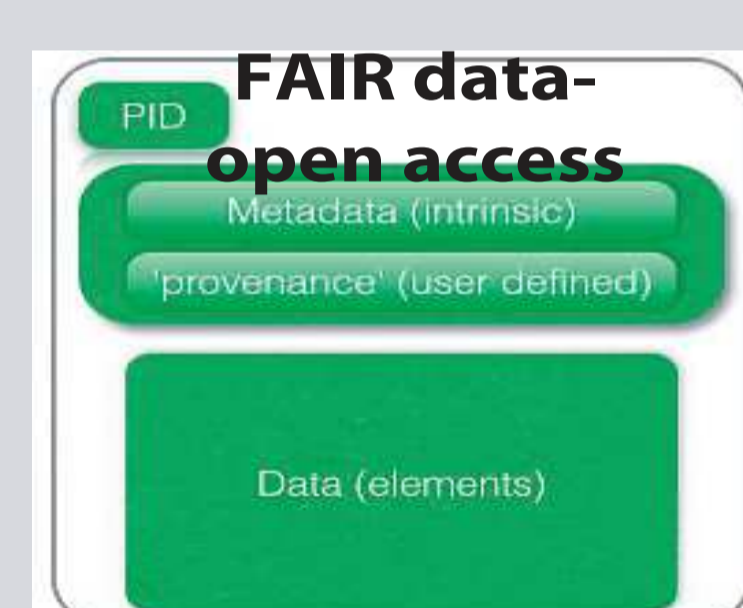 FAIR data-
open access
PID
Metadata (intrinsic)
'provenance' (user defined)
Data (elements)